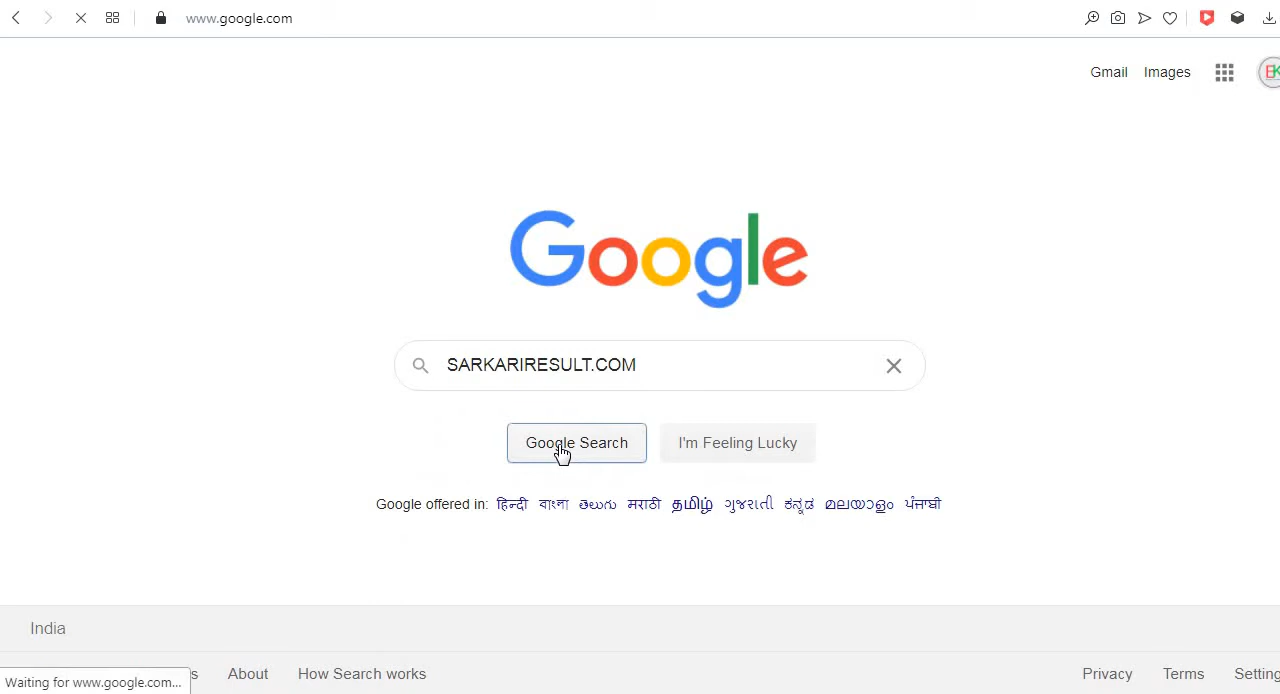 www.google.com
Gmail Images
Google
SARKARIRESULT.COM
Google Search I'm Feeling Lucky
Google offered in: हिन्दी বাংলা తెలుగు मराठी தமிழ் ગુજરાતી ಕನ್ನಡ മലയാളം ਪੰਜਾਬੀ
India
About How Search works Privacy Terms
Waiting for www.google.com...